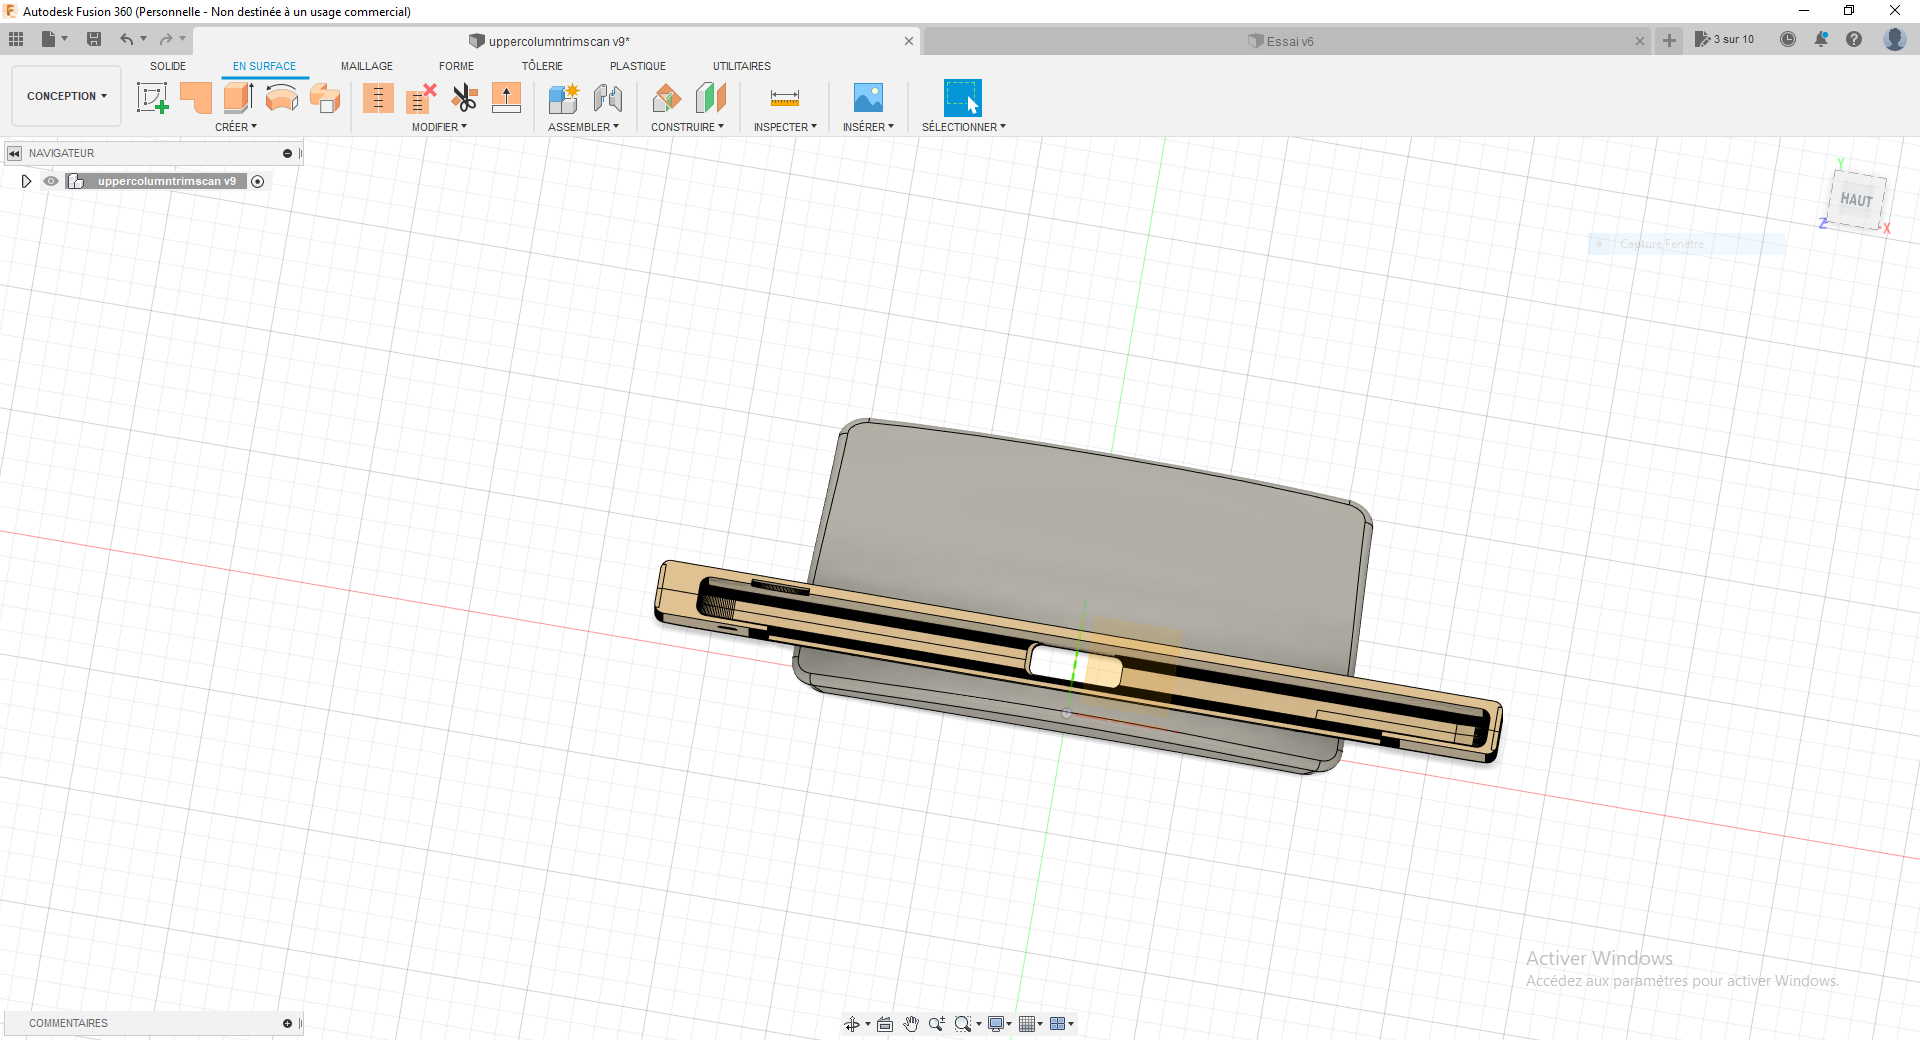 Autodesk Fusion 360 (Personnelle - Non destinée à un usage commercial)
uppercolumntrimscan v9*
Essai v6
3 sur 10
CONCEPTION
SOLIDE
EN SURFACE
MAILLAGE
FORME
TÔLERIE
PLASTIQUE
UTILITAIRES
CRÉER
MODIFIER
ASSEMBLER
CONSTRUIRE
INSPECTER
INSÉRER
SÉLECTIONNER
NAVIGATEUR
uppercolumntrimscan v9
Y
HAUT
Z
X
Capture Fenêtre
Activer Windows
Accédez aux paramètres pour activer Windows.
COMMENTAIRES